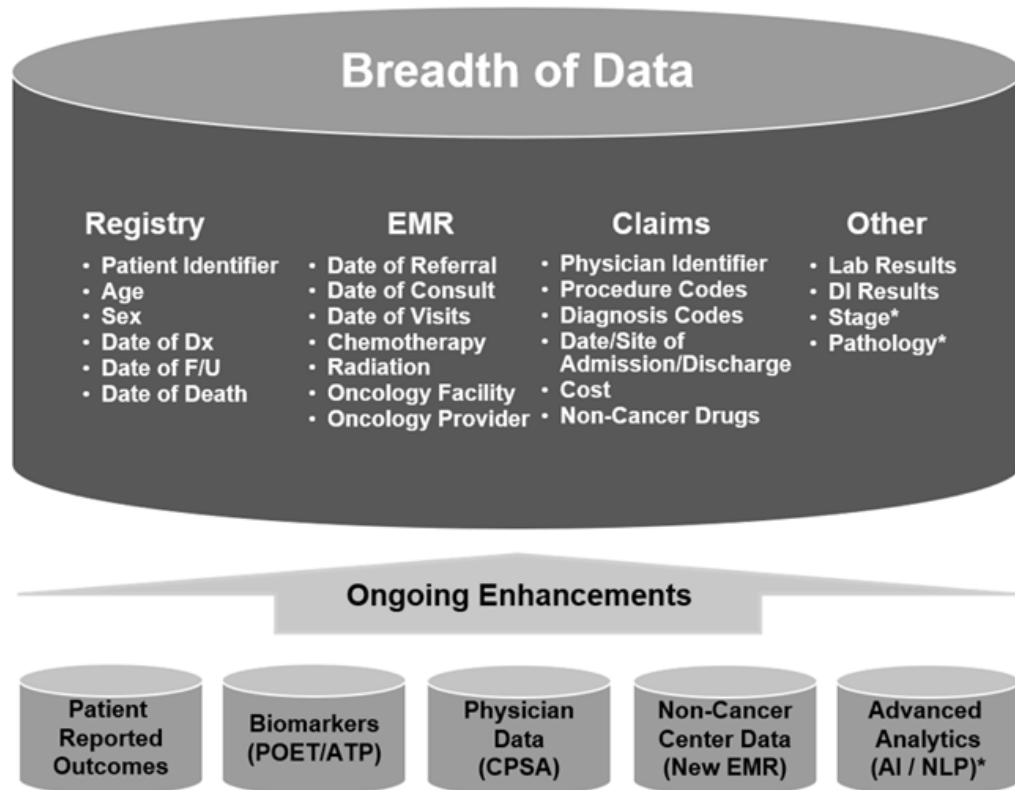 Breadth of Data
Registry
• Patient Identifier
• Age
• Sex
• Date of Dx
• Date of F/U
• Date of Death
EMR
• Date of Referral
• Date of Consult
• Date of Visits
• Chemotherapy
• Radiation
• Oncology Facility
• Oncology Provider
Claims
• Physician Identifier
• Procedure Codes
• Diagnosis Codes
• Date/Site of
Admission/Discharge
• Cost
• Non-Cancer Drugs
Other
• Lab Results
• DI Results
• Stage*
• Pathology*
Ongoing Enhancements
Patient
Reported
Outcomes
Biomarkers
(POET/ATP)
Physician
Data
(CPSA)
Non-Cancer
Center Data
(New EMR)
Advanced
Analytics
(AI / NLP)*